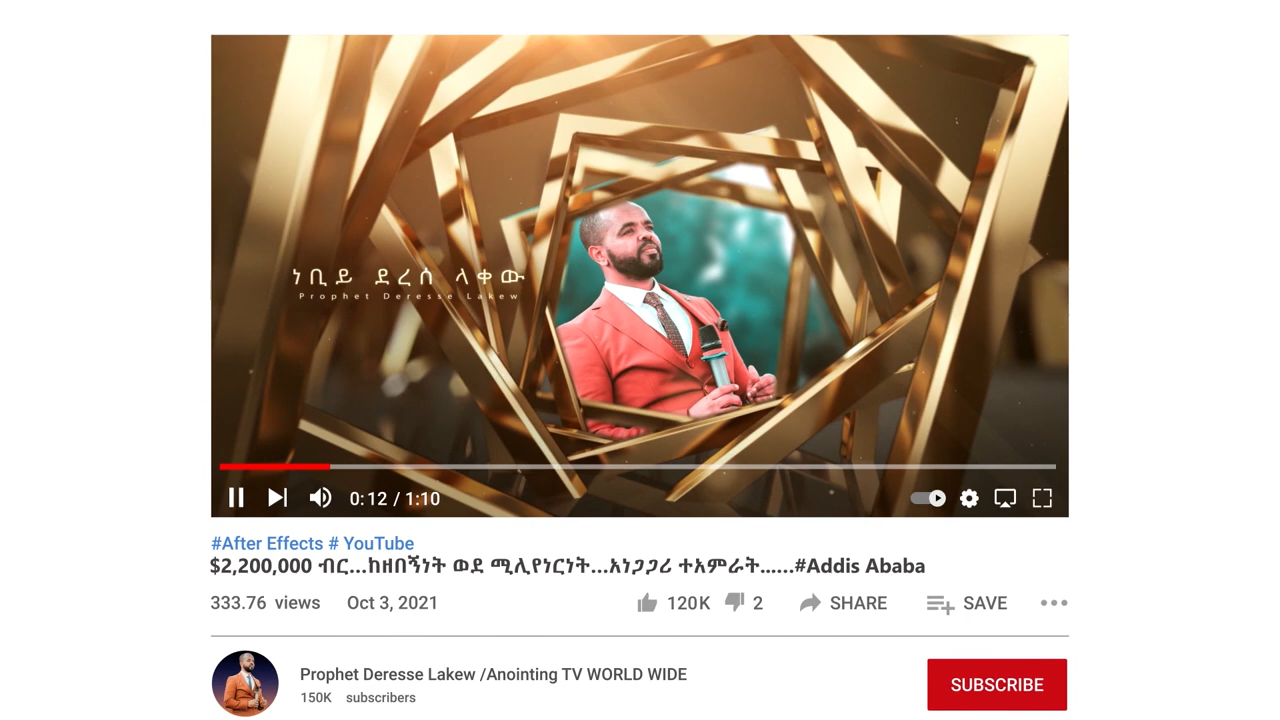 ነቢይ ደረሰ ላቀው
Prophet Deresse Lakew
0:12 / 1:10
#After Effects # YouTube
$2,200,000 ብር...ከዘበኝነት ወደ ሚሊየነርነት...አነጋጋሪ ተአምራት......#Addis Ababa
333.76 views Oct 3, 2021 120K 2 SHARE SAVE
Prophet Deresse Lakew /Anointing TV WORLD WIDE
150K subscribers
SUBSCRIBE